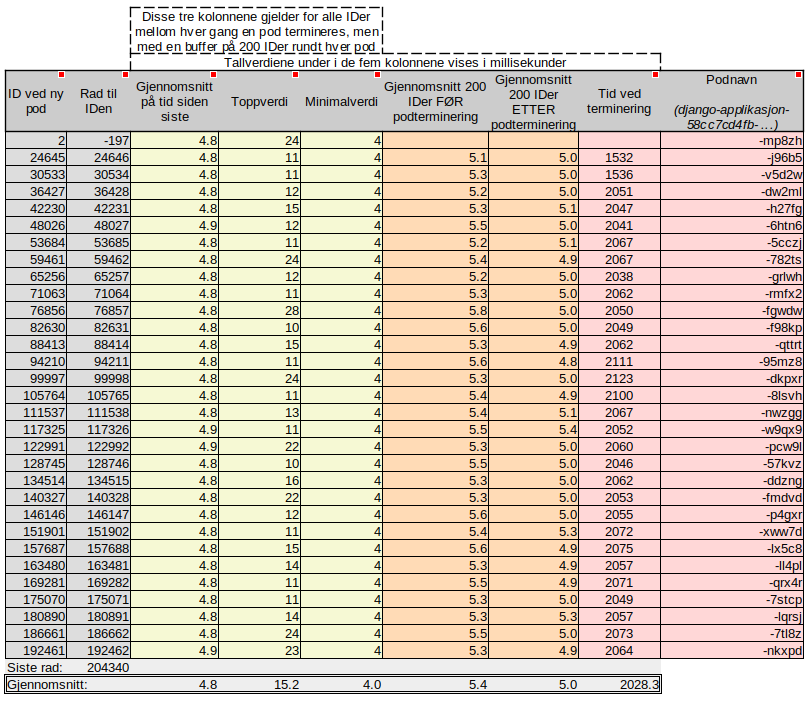 Disse tre kolonnene gjelder for alle IDer
mellom hver gang en pod termineres, men
med en buffer på 200 IDer rundt hver pod
Tallverdiene under i de fem kolonnene vises i millisekunder
ID ved ny pod | Rad til IDen | Gjennomsnitt på tid siden siste | Toppverdi | Minimalverdi | Gjennomsnitt 200 IDer FØR podterminering | Gjennomsnitt 200 IDer ETTER podterminering | Tid ved terminering | Podnavn (django-applikasjon-58cc7cd4fb-...)
2 -197 4.8 24 4 -mp8zh
24645 24646 4.8 11 4 5.1 5.0 1532 -j96b5
30533 30534 4.8 11 4 5.3 5.0 1536 -v5d2w
36427 36428 4.8 12 4 5.2 5.0 2051 -dw2ml
42230 42231 4.8 15 4 5.3 5.1 2047 -h27fg
48026 48027 4.9 12 4 5.5 5.0 2041 -6htn6
53684 53685 4.8 11 4 5.2 5.1 2067 -5cczj
59461 59462 4.8 24 4 5.4 4.9 2067 -782ts
65256 65257 4.8 12 4 5.2 5.0 2038 -grlwh
71063 71064 4.8 11 4 5.3 5.0 2062 -rmfx2
76856 76857 4.8 28 4 5.8 5.0 2050 -fgwdw
82630 82631 4.8 10 4 5.6 5.0 2049 -f98kp
88413 88414 4.8 15 4 5.3 4.9 2062 -qttrt
94210 94211 4.8 11 4 5.6 4.8 2111 -95mz8
99997 99998 4.8 24 4 5.3 5.0 2123 -dkpxr
105764 105765 4.8 11 4 5.4 4.9 2100 -8lsvh
111537 111538 4.8 13 4 5.4 5.1 2067 -nwzgg
117325 117326 4.9 11 4 5.5 5.4 2052 -w9qx9
122991 122992 4.9 22 4 5.3 5.0 2060 -pcw9l
128745 128746 4.8 10 4 5.5 5.0 2046 -57kvz
134514 134515 4.8 16 4 5.3 5.0 2062 -ddzng
140327 140328 4.8 22 4 5.3 5.0 2053 -fmdvd
146146 146147 4.8 12 4 5.6 5.0 2055 -p4gxr
151901 151902 4.8 11 4 5.4 5.3 2072 -xww7d
157687 157688 4.8 15 4 5.6 4.9 2075 -lx5c8
163480 163481 4.8 14 4 5.3 4.9 2057 -ll4pl
169281 169282 4.8 11 4 5.5 4.9 2071 -qrx4r
175070 175071 4.8 11 4 5.3 5.0 2049 -7stcp
180890 180891 4.8 14 4 5.3 5.3 2057 -lqrsj
186661 186662 4.8 24 4 5.5 5.0 2073 -7tl8z
192461 192462 4.9 23 4 5.3 4.9 2064 -nkxpd
Siste rad: 204340
Gjennomsnitt: 4.8 15.2 4.0 5.4 5.0 2028.3